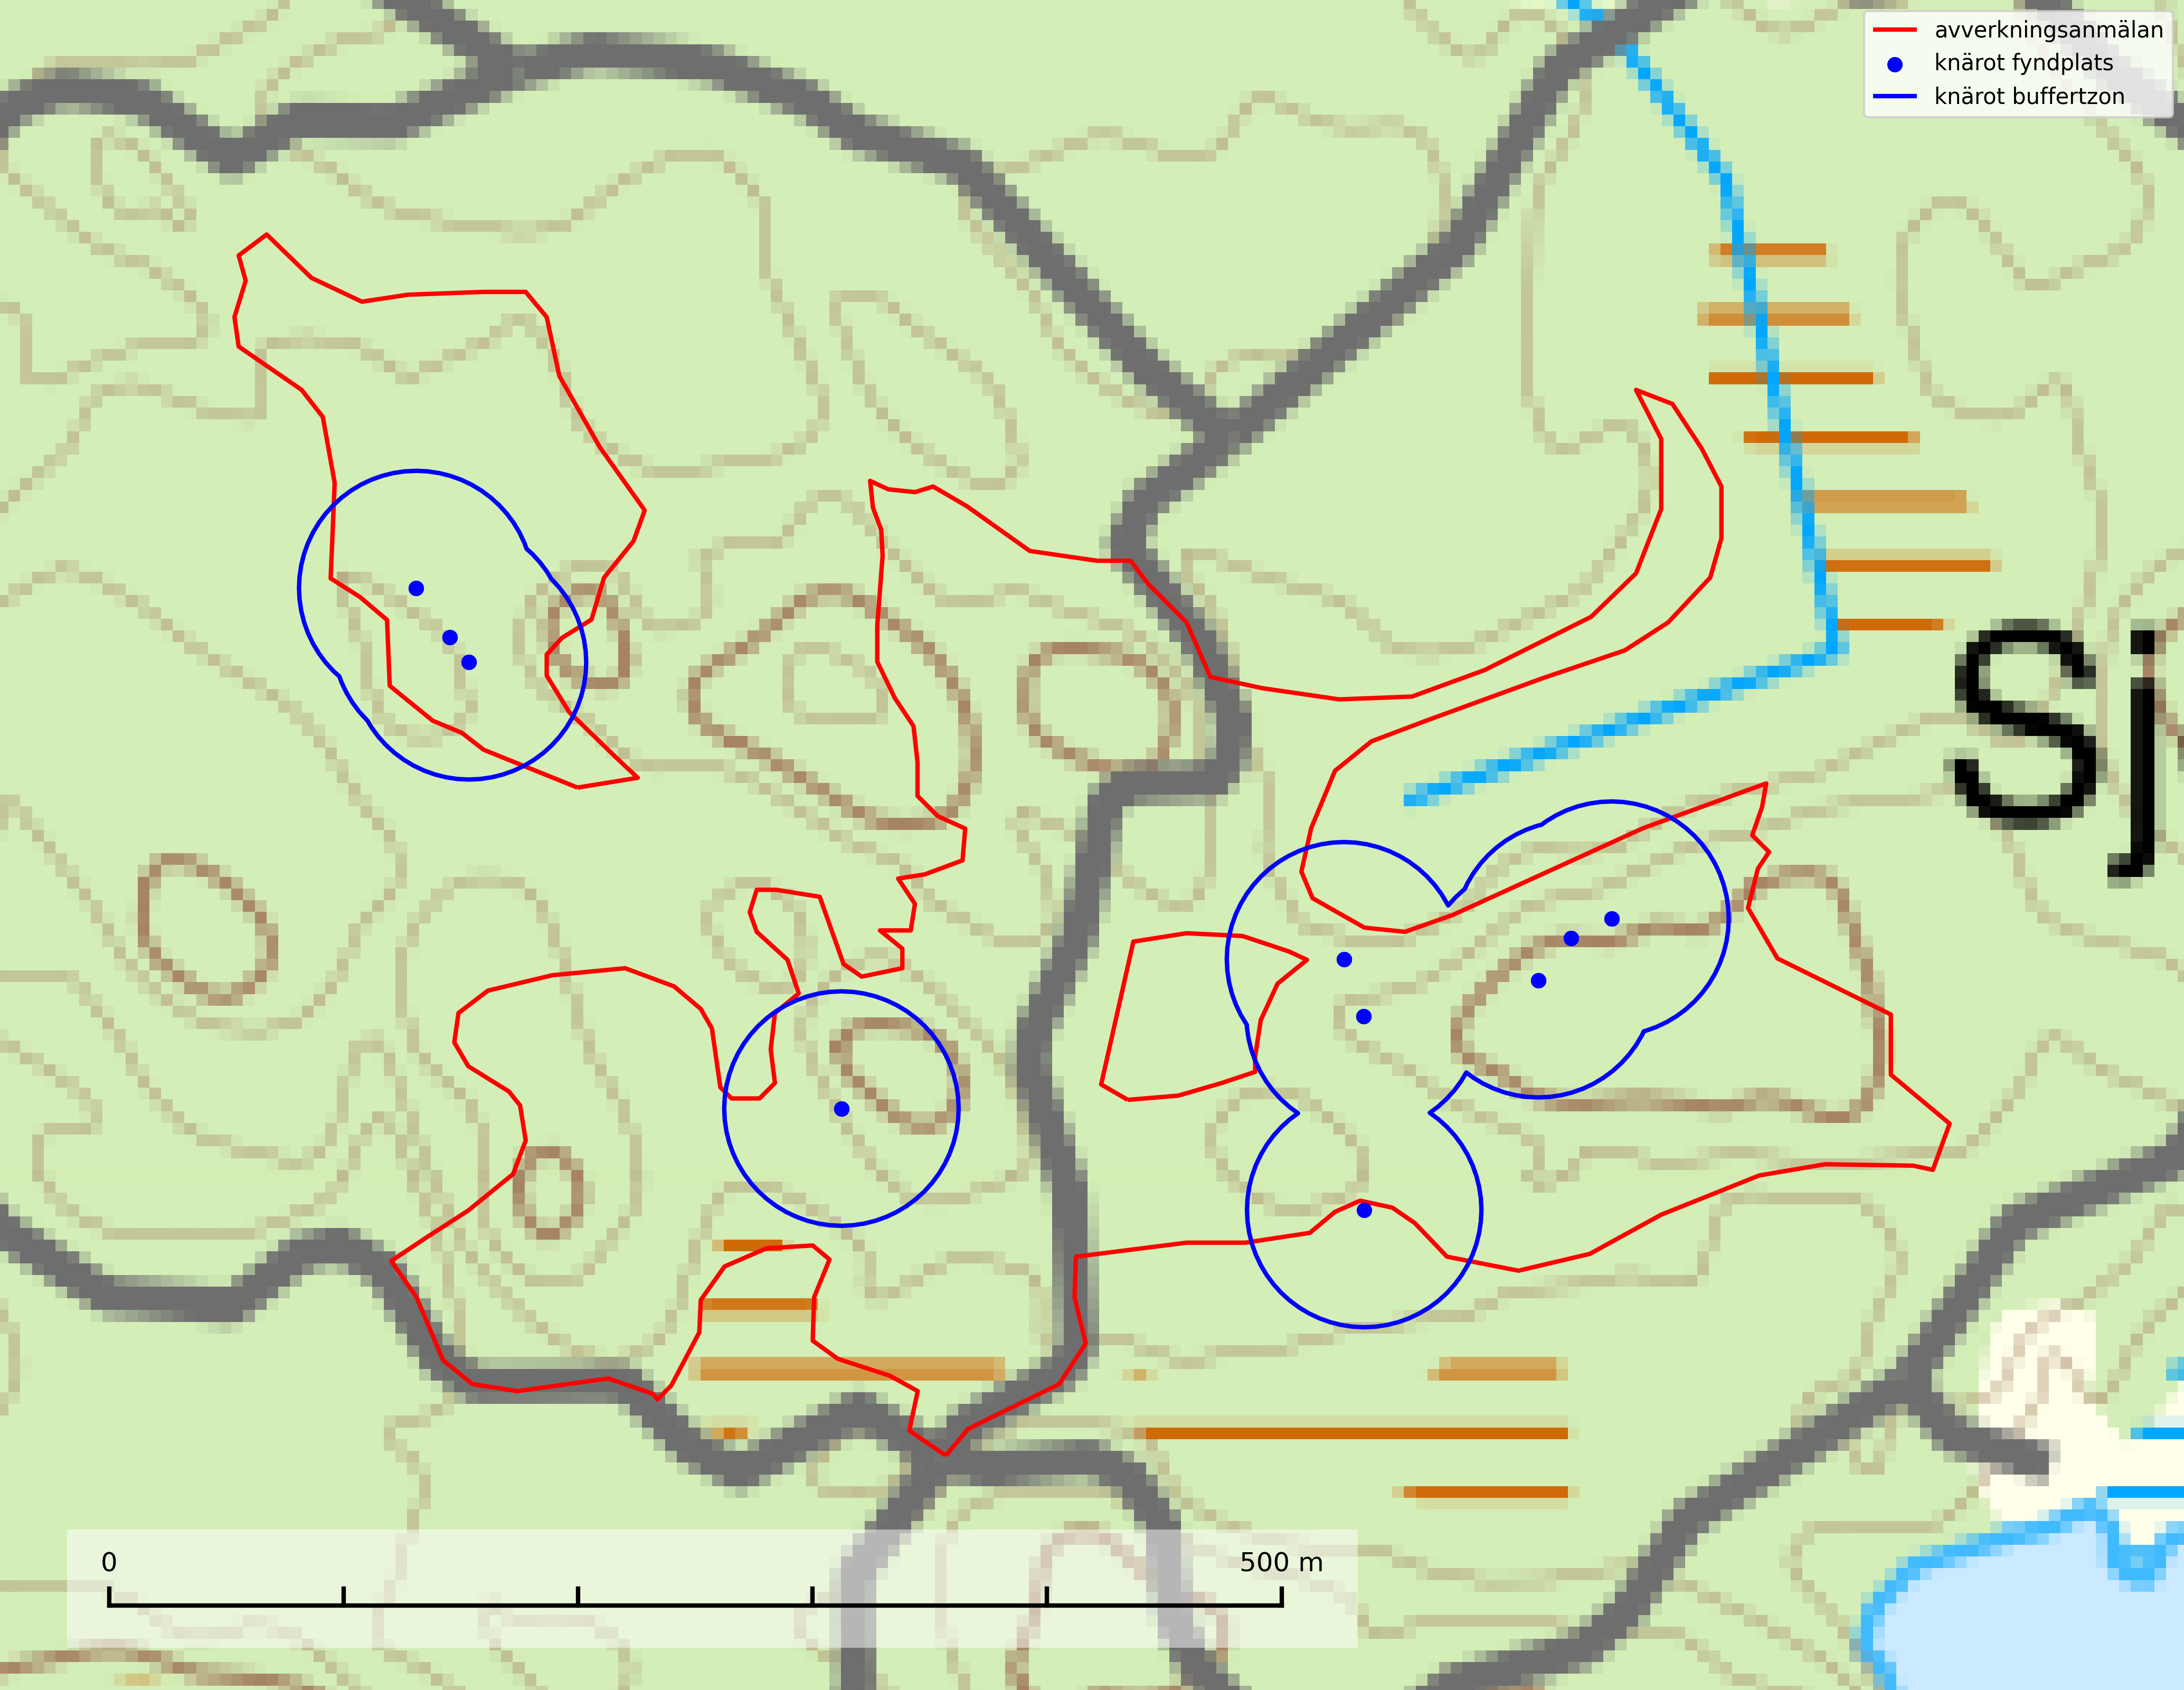 avverkningsanmälan
knärot fyndplats
knärot buffertzon
Sj
0 500 m